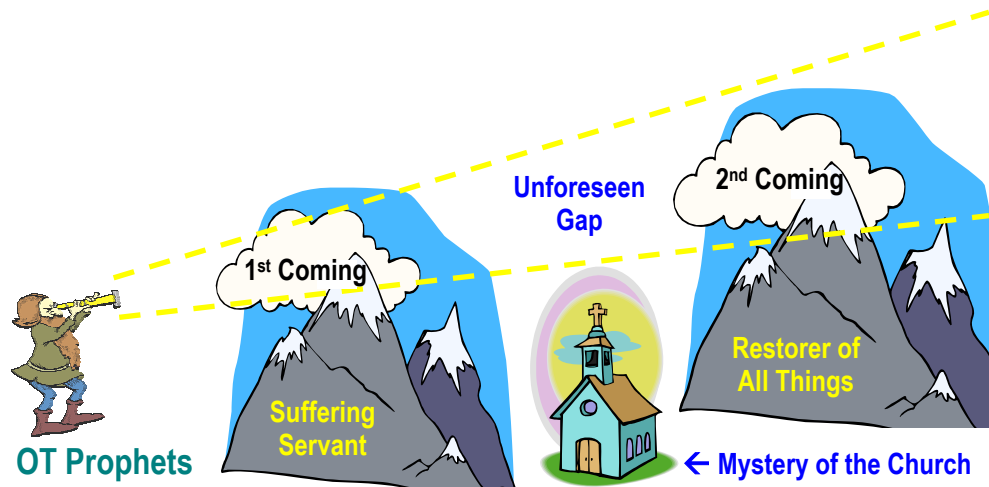 1st Coming
Suffering
Servant
OT Prophets
Unforeseen
Gap
2nd Coming
Restorer of
All Things
← Mystery of the Church